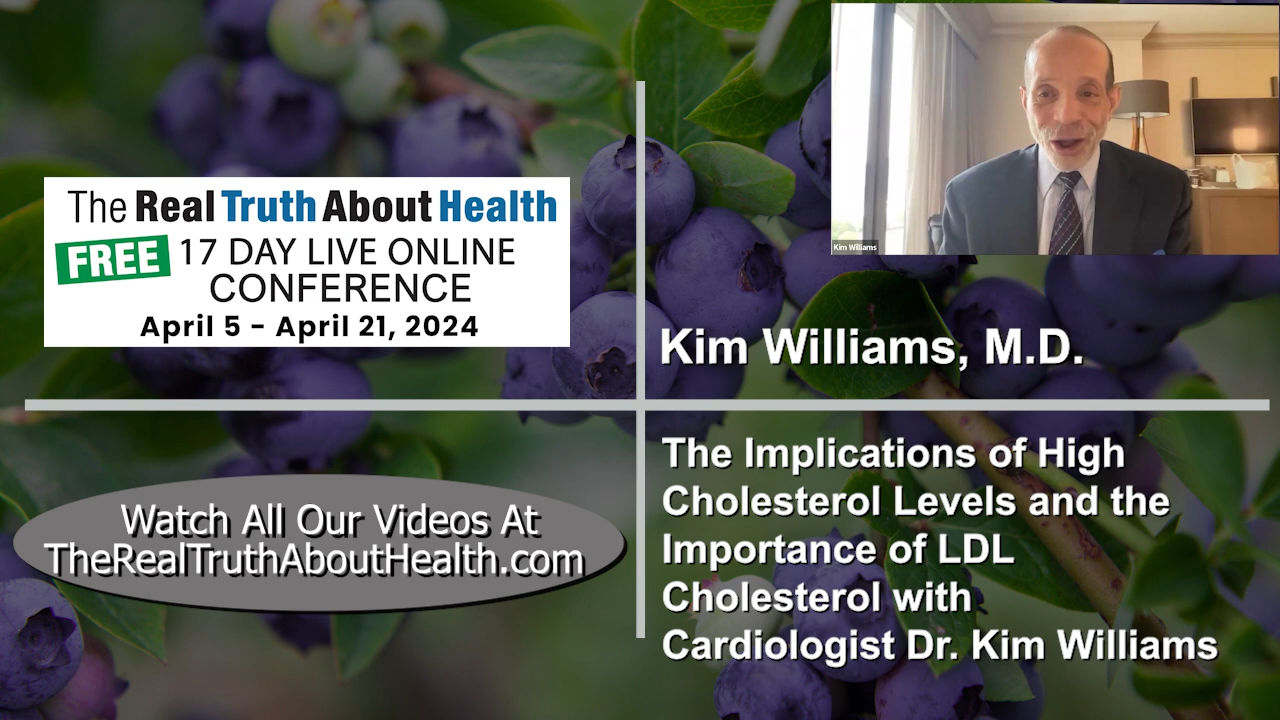 The Real Truth About Health
FREE 17 DAY LIVE ONLINE
CONFERENCE
April 5 - April 21, 2024
Kim Williams
Kim Williams, M.D.
Watch All Our Videos At
TheRealTruthAboutHealth.com
The Implications of High
Cholesterol Levels and the
Importance of LDL
Cholesterol with
Cardiologist Dr. Kim Williams